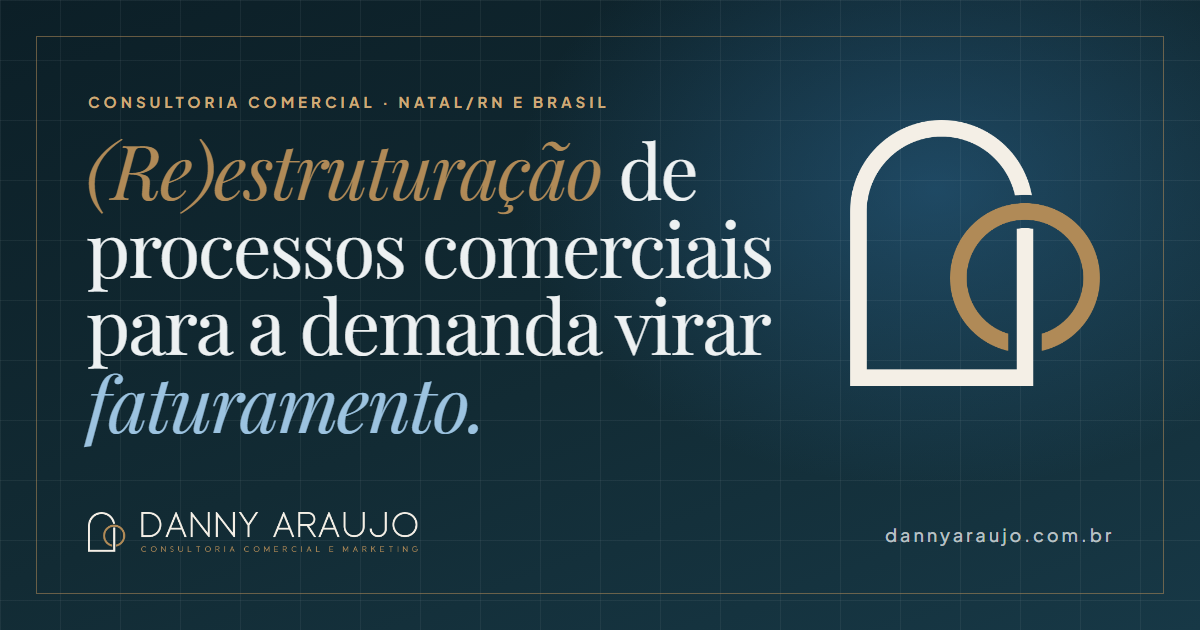 CONSULTORIA COMERCIAL · NATAL/RN E BRASIL
(Re)estruturação de
processos comerciais
para a demanda virar
faturamento.
DANNY ARAUJO
CONSULTORIA COMERCIAL E MARKETING
dannyaraujo.com.br